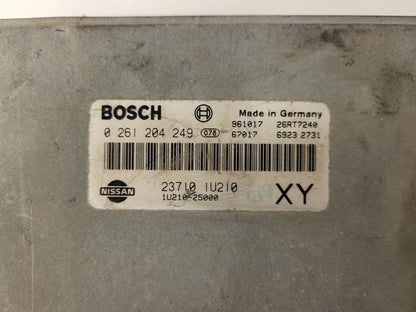 BOSCH Made in Germany
961017 26RT7240
0 261 204 249 078 67017 6923 2731
NISSAN 23710 1U210 XY
1U210-25000